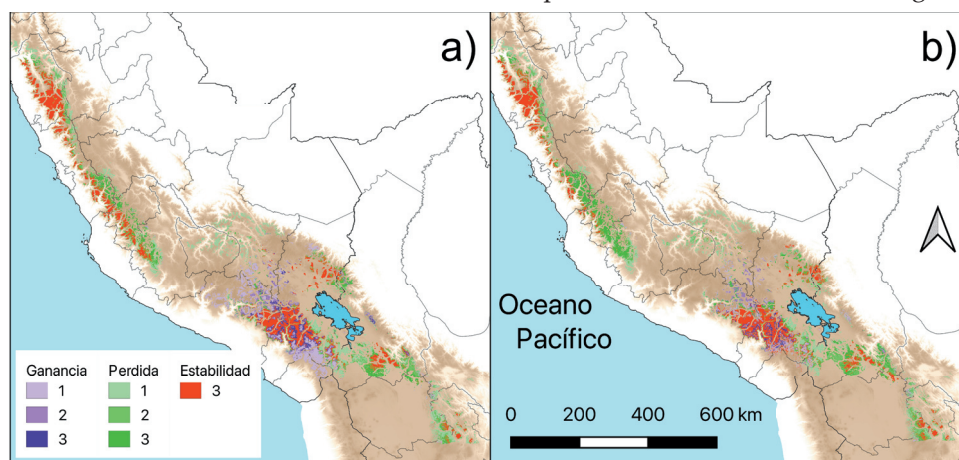 a)
b)
Oceano
Pacífico
Ganancia Perdida Estabilidad
1 1 3
2 2
3 3
0 200 400 600 km